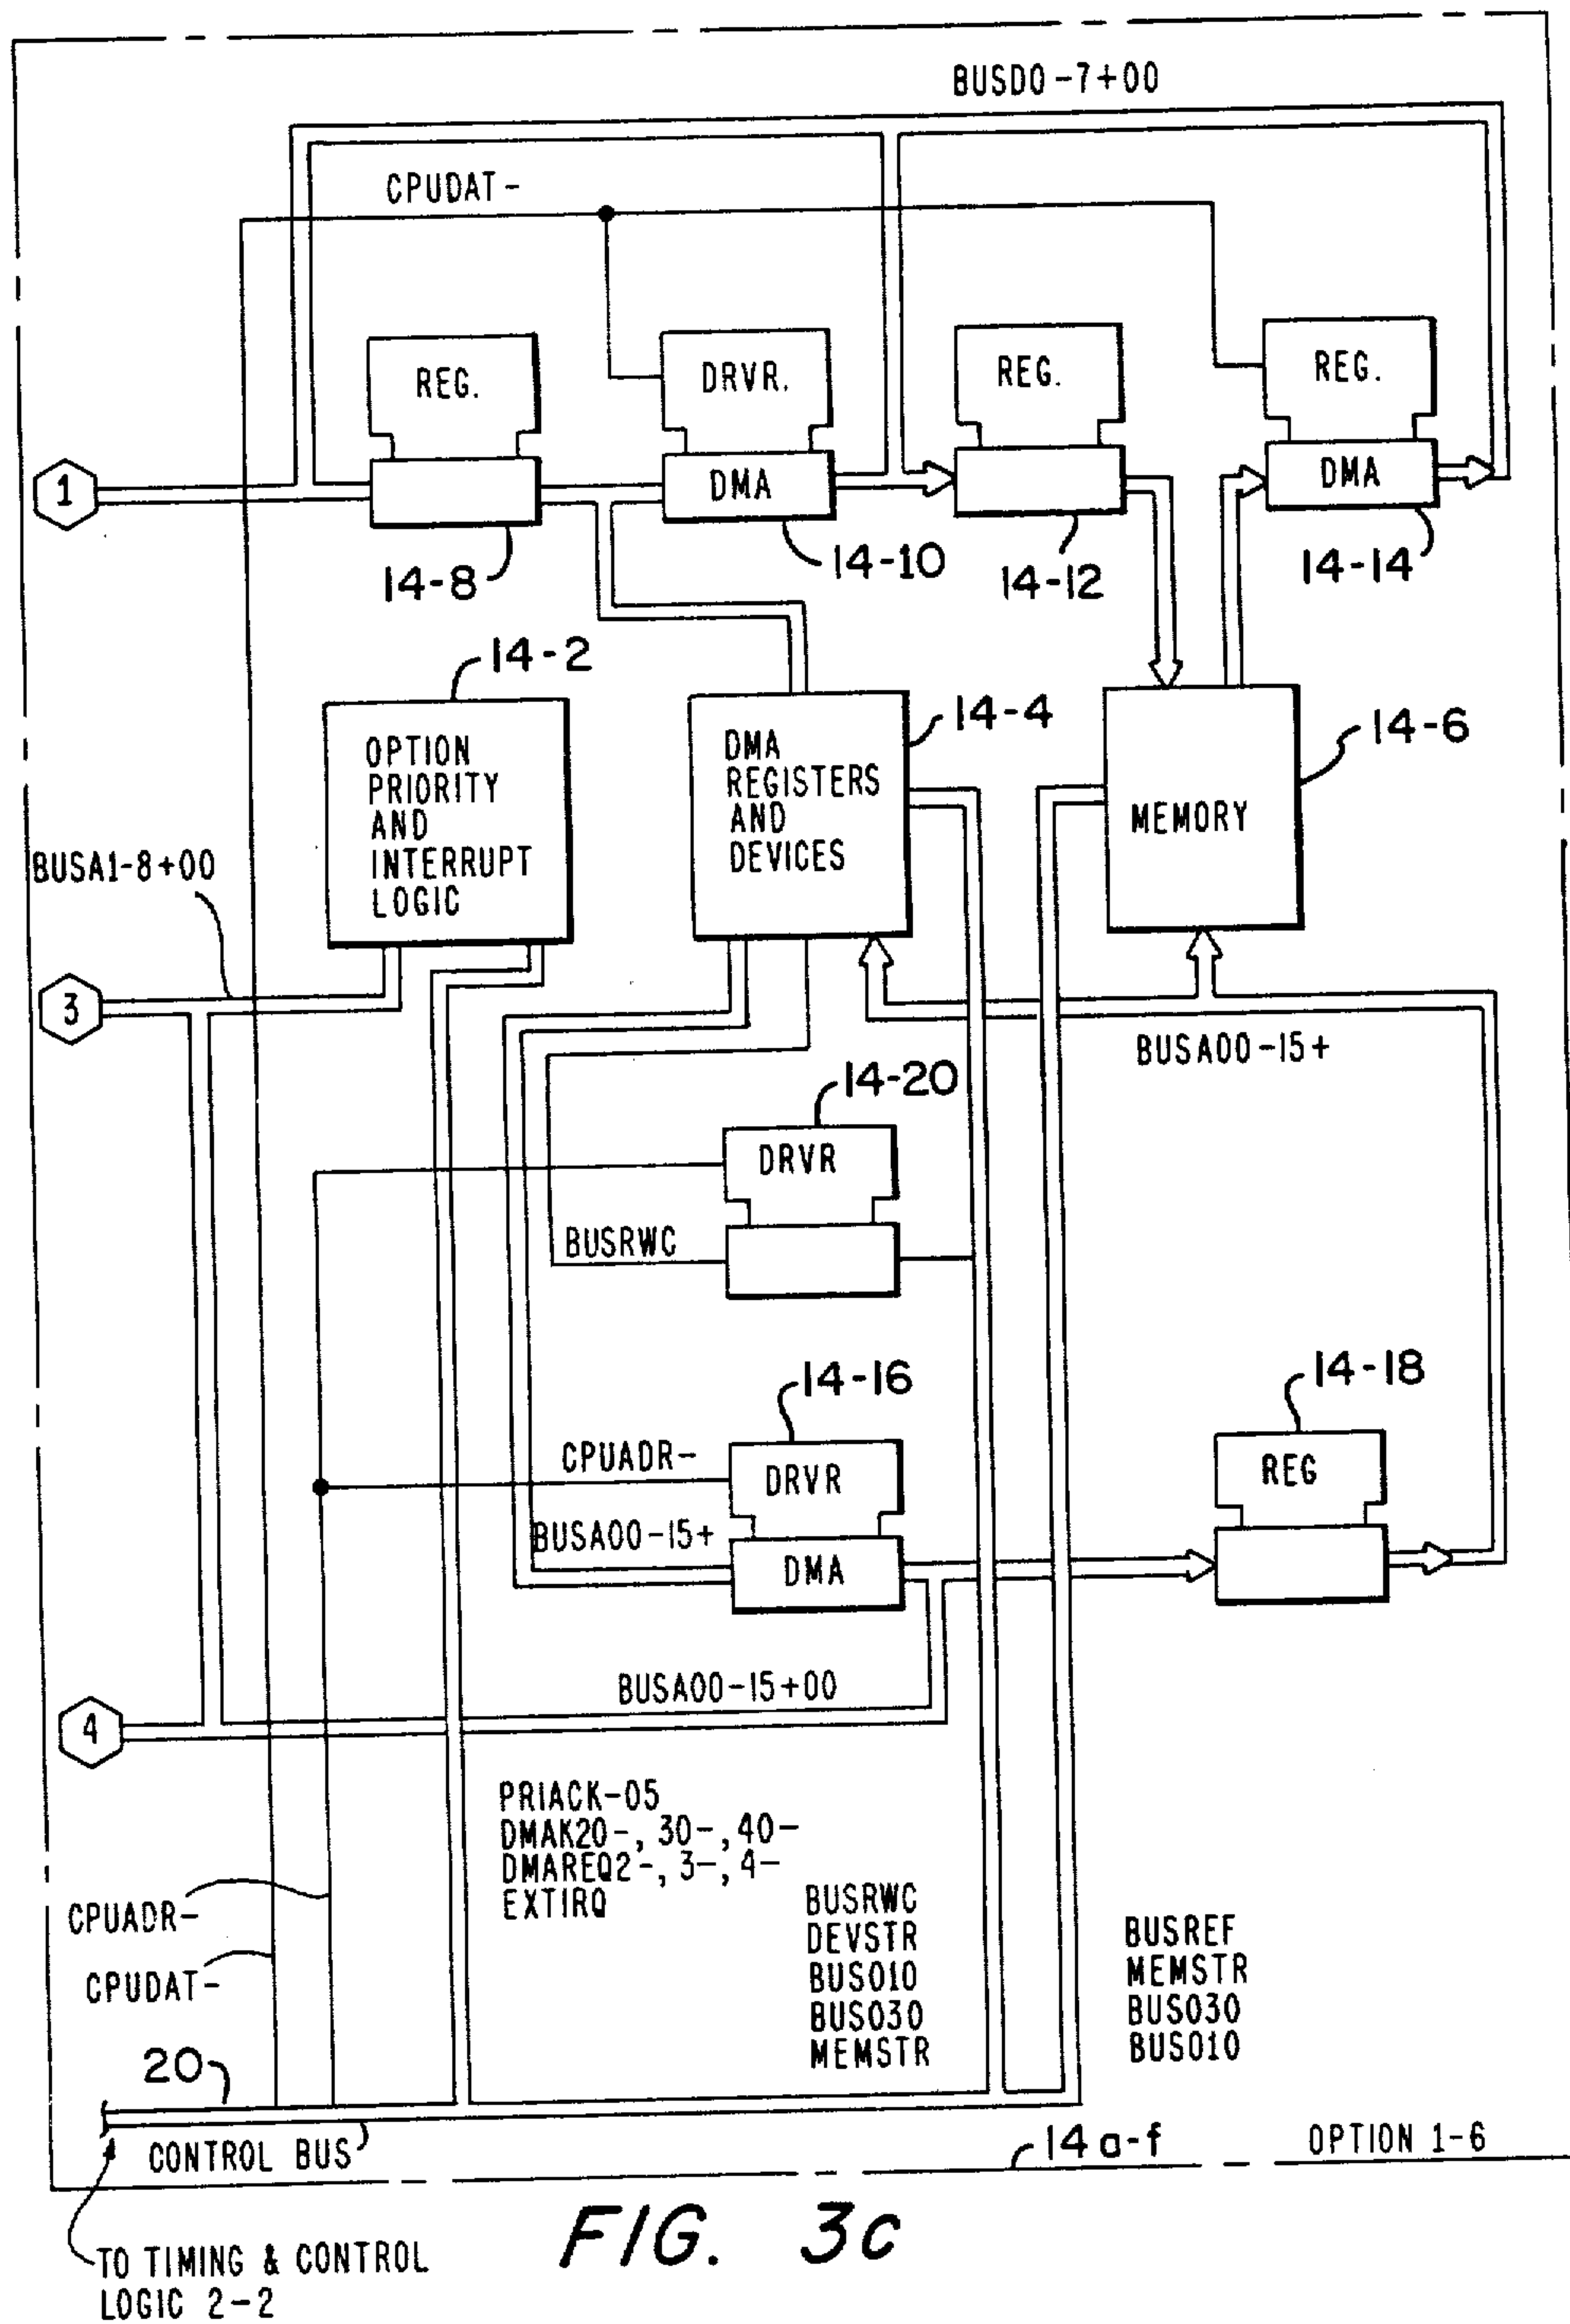 BUSD0-7+00
CPUDAT-
REG.
DRVR.
REG.
REG.
1
DMA
DMA
14-8
14-10
14-12
14-14
14-2
14-4
14-6
OPTION
PRIORITY
AND
INTERRUPT
LOGIC
DMA
REGISTERS
AND
DEVICES
MEMORY
BUSA1-8+00
3
BUSA00-15+
14-20
DRVR
BUSRWC
14-16
14-18
CPUADR-
DRVR
REG
BUSA00-15+
DMA
BUSA00-15+00
4
PRIACK-05
DMAK20-, 30-, 40-
DMAREQ2-, 3-, 4-
EXTIRQ
CPUADR-
CPUDAT-
BUSRWC
DEVSTR
BUS010
BUS030
MEMSTR
BUSREF
MEMSTR
BUS030
BUS010
20
CONTROL BUS
14a-f
OPTION 1-6
TO TIMING & CONTROL
LOGIC 2-2
FIG. 3c